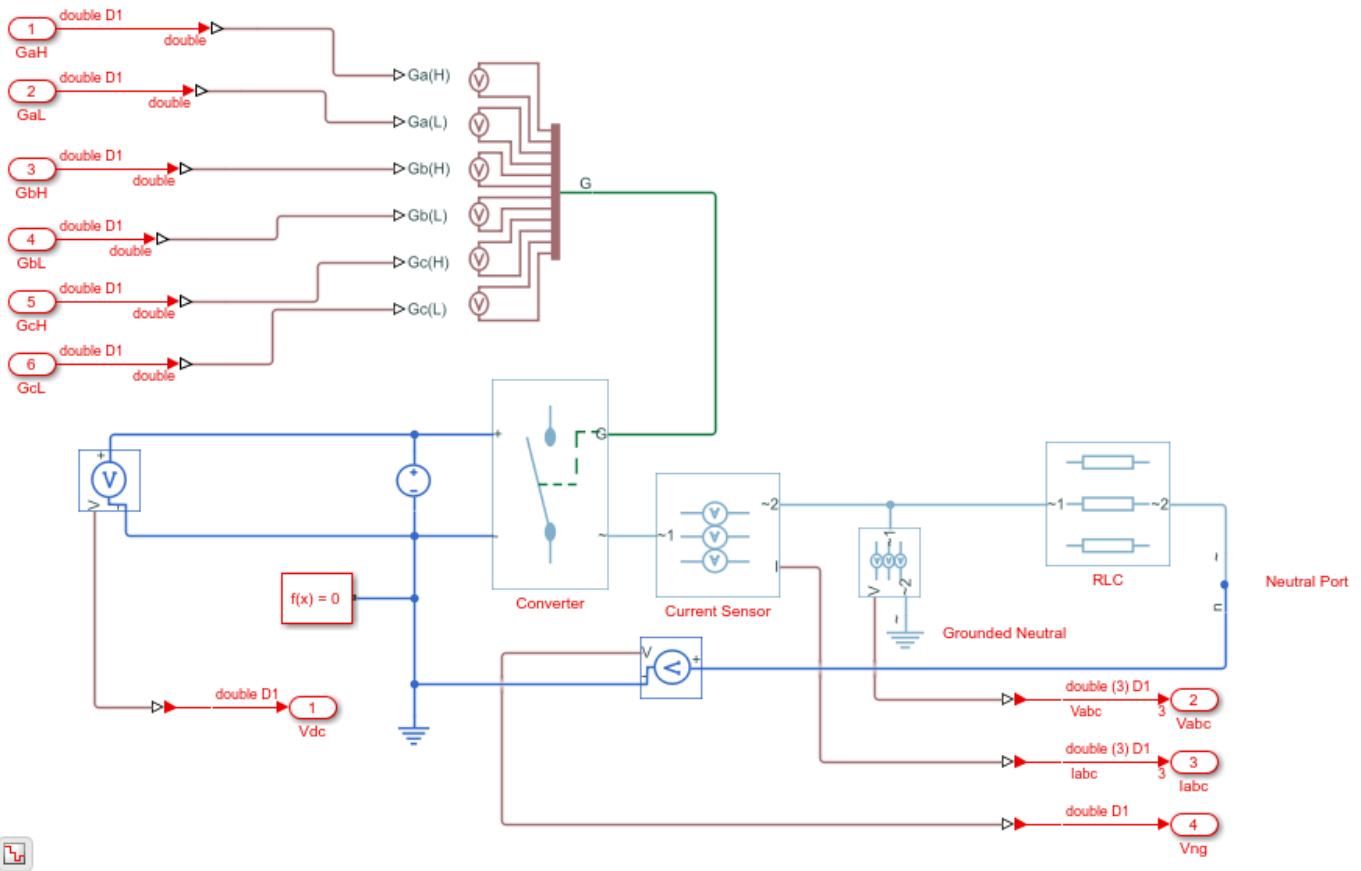 double D1
1
double
GaH
double D1
2
double
GaL
double D1
3
double
GbH
double D1
4
double
GbL
double D1
5
double
GcH
double D1
6
double
GcL
Ga(H)
Ga(L)
Gb(H)
Gb(L)
Gc(H)
Gc(L)
V
V
V
V
V
V
G
+
V
V
+
-
+
G
-
~
Converter
f(x) = 0
~1
~2
V
V
V
I
Current Sensor
~1
V
~2
~
Grounded Neutral
~1
~2
RLC
~
n
Neutral Port
V
V
+
double D1
1
Vdc
double (3) D1
2
Vabc
3
Vabc
double (3) D1
3
Iabc
3
Iabc
double D1
4
Vng